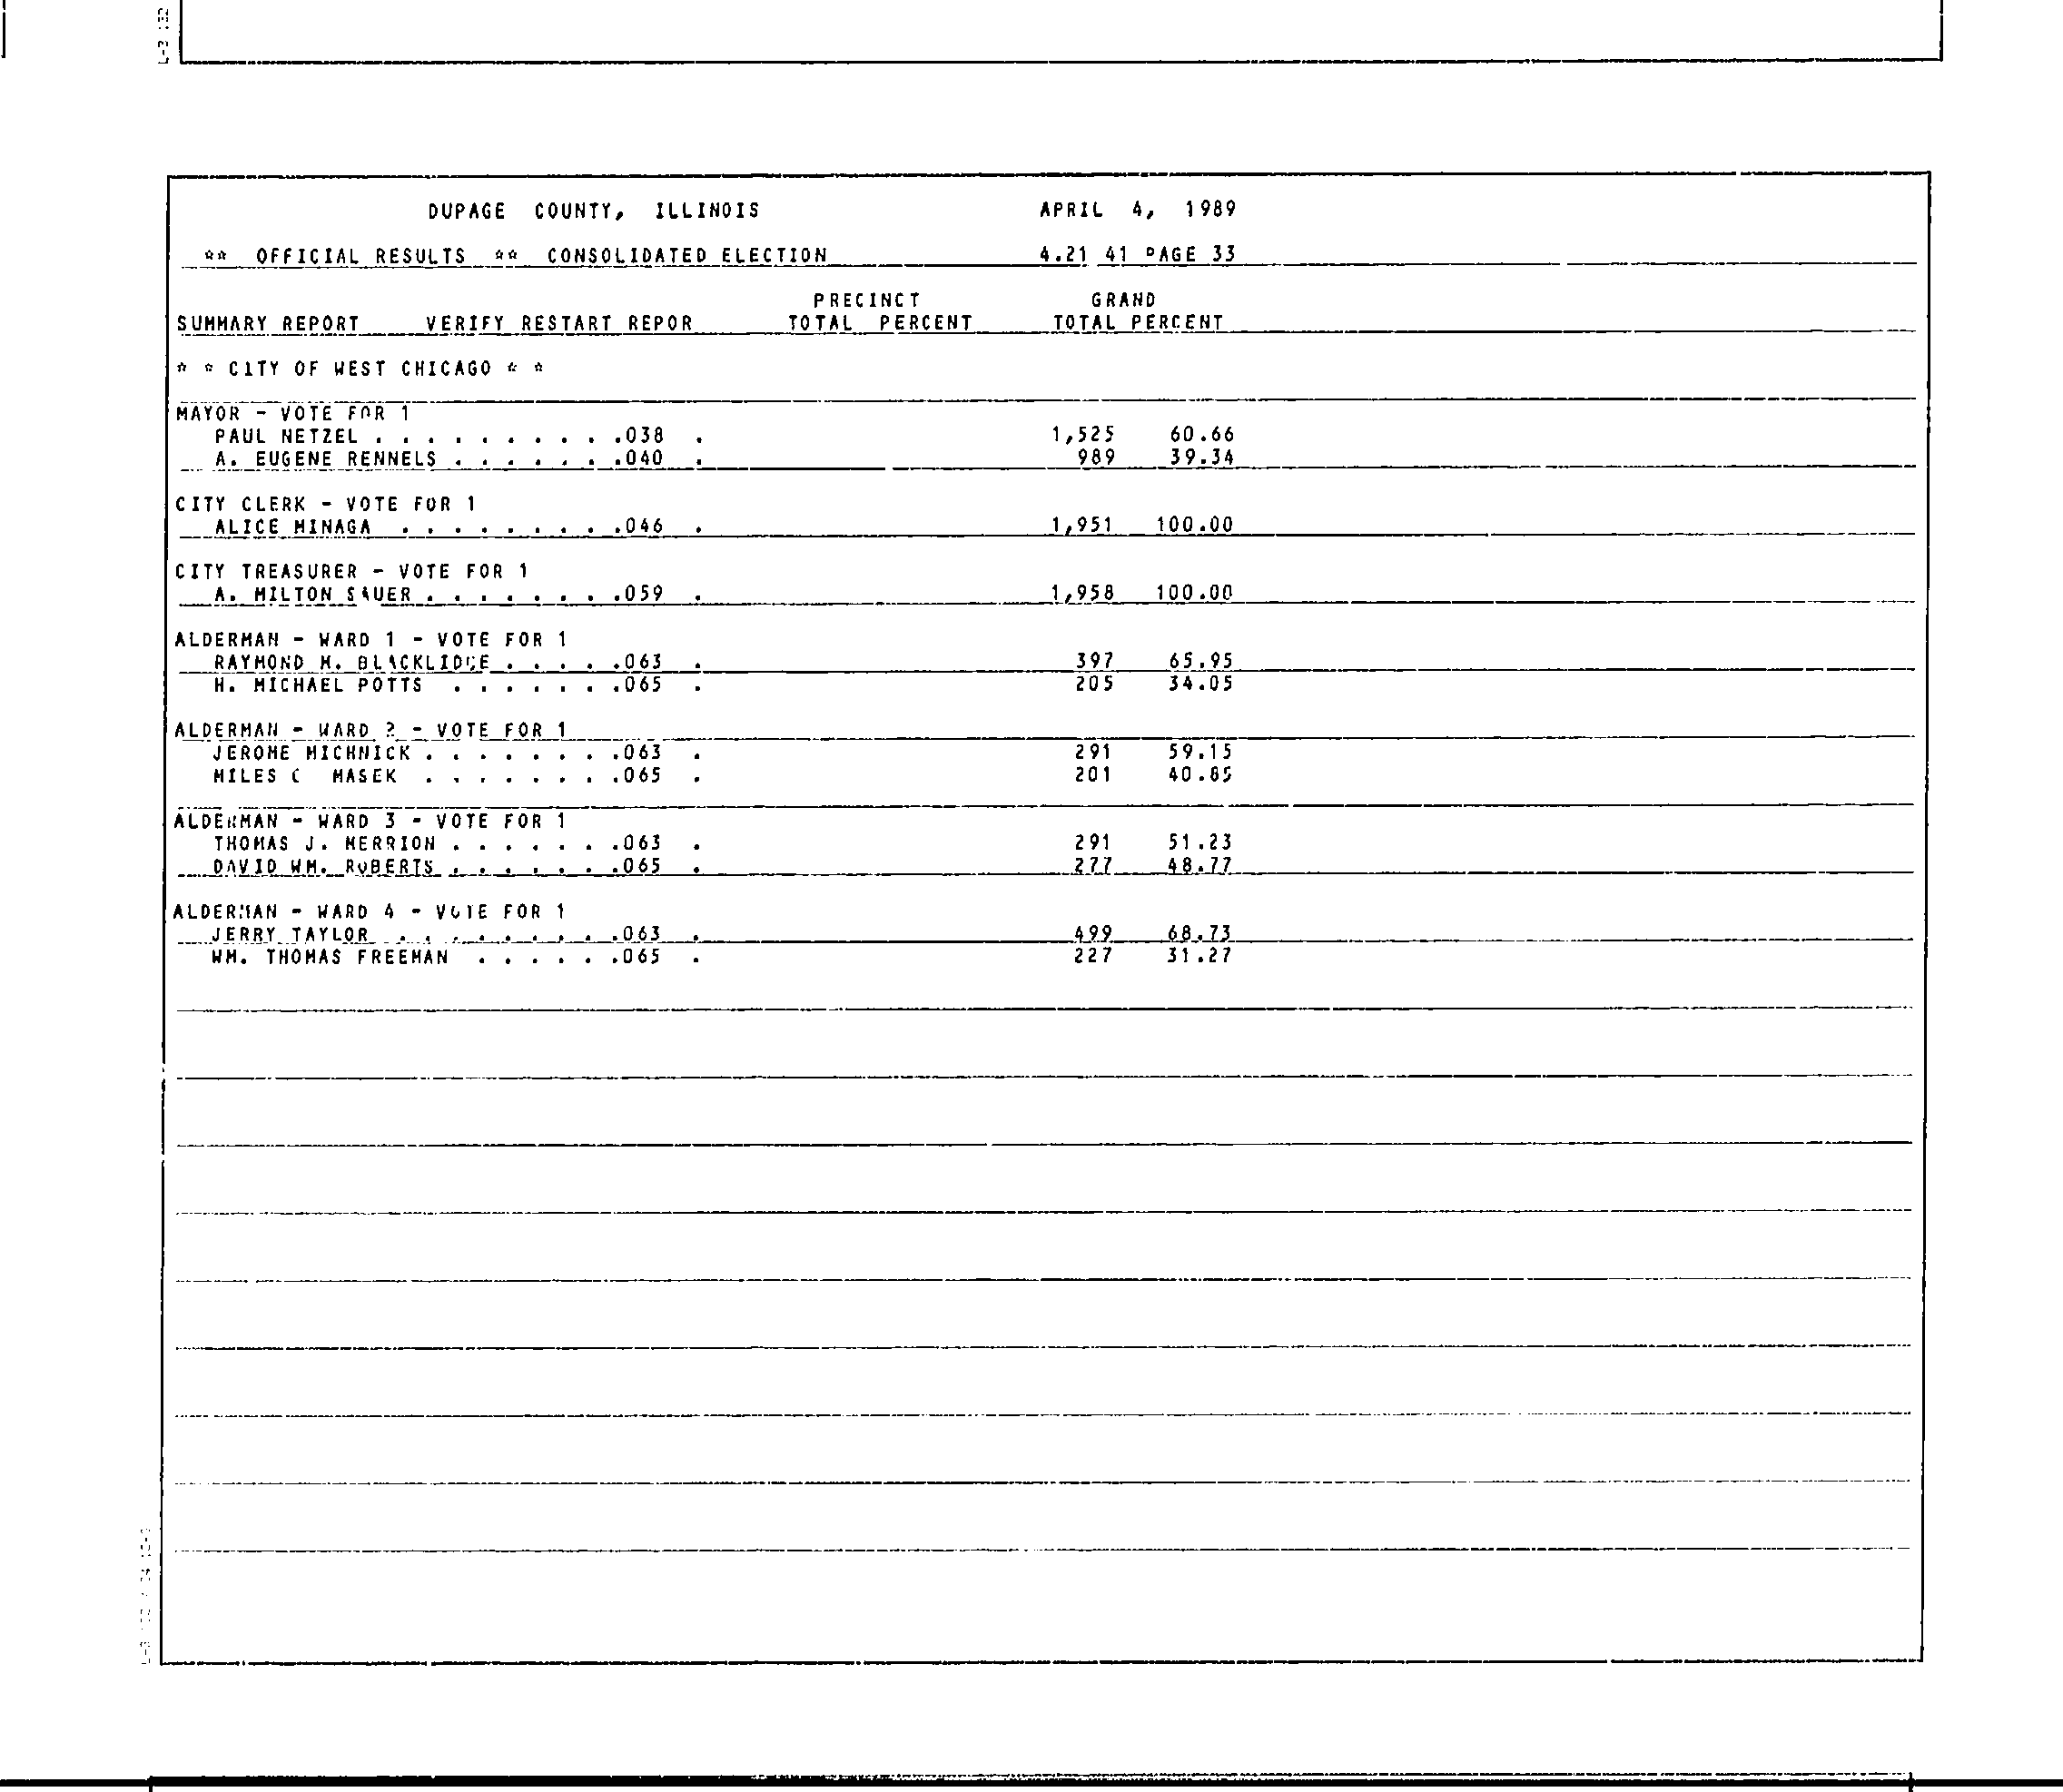 DUPAGE COUNTY, ILLINOIS APRIL 4, 1989
** OFFICIAL RESULTS ** CONSOLIDATED ELECTION 4.21 41 PAGE 33
PRECINCT GRAND
SUMMARY REPORT VERIFY RESTART REPOR TOTAL PERCENT TOTAL PERCENT
* * CITY OF WEST CHICAGO * *
MAYOR - VOTE FOR 1
PAUL NETZEL . . . . . . . . . .038 . 1,525 60.66
A. EUGENE RENNELS . . . . . . .040 . 989 39.34
CITY CLERK - VOTE FOR 1
ALICE MINAGA . . . . . . . . .046 . 1,951 100.00
CITY TREASURER - VOTE FOR 1
A. MILTON SAUER . . . . . . . .059 . 1,958 100.00
ALDERMAN - WARD 1 - VOTE FOR 1
RAYMOND M. BLACKLIDGE . . . . .063 . 397 65.95
H. MICHAEL POTTS . . . . . . .065 . 205 34.05
ALDERMAN - WARD 2 - VOTE FOR 1
JEROME MICHNICK . . . . . . . .063 . 291 59.15
MILES C MASEK . . . . . . . .065 . 201 40.85
ALDERMAN - WARD 3 - VOTE FOR 1
THOMAS J. MERRION . . . . . . .063 . 291 51.23
DAVID WM. ROBERTS . . . . . . .065 . 277 48.77
ALDERMAN - WARD 4 - VOTE FOR 1
JERRY TAYLOR . . . . . . . . .063 . 499 68.73
WM. THOMAS FREEMAN . . . . . .065 . 227 31.27